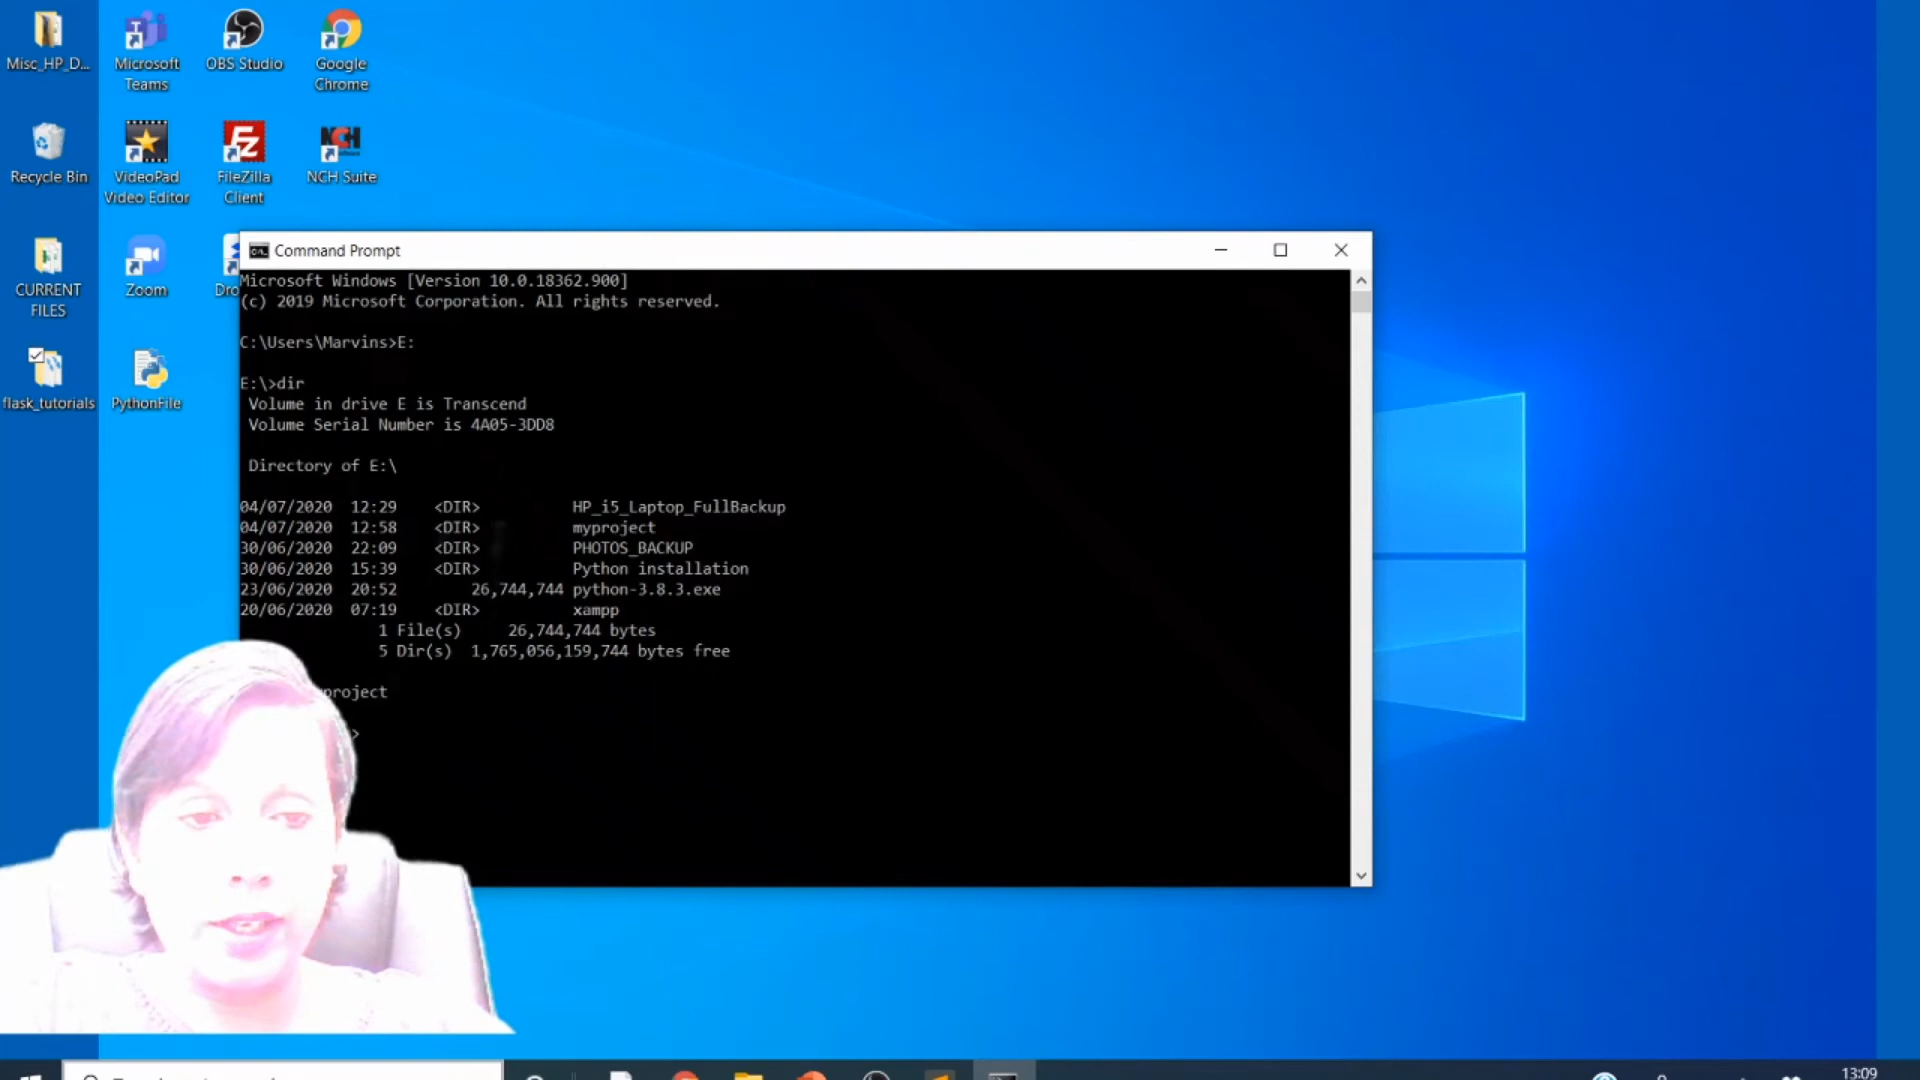 Misc_HP_D...
Microsoft Teams
OBS Studio
Google Chrome
Recycle Bin
VideoPad Video Editor
FileZilla Client
NCH Suite
CURRENT FILES
Zoom
Dro
flask_tutorials
PythonFile
Command Prompt
Microsoft Windows [Version 10.0.18362.900]
(c) 2019 Microsoft Corporation. All rights reserved.
C:\Users\Marvins>E:
E:\>dir
Volume in drive E is Transcend
Volume Serial Number is 4A05-3DD8
Directory of E:\
04/07/2020 12:29 <DIR> HP_i5_Laptop_FullBackup
04/07/2020 12:58 <DIR> myproject
30/06/2020 22:09 <DIR> PHOTOS_BACKUP
30/06/2020 15:39 <DIR> Python installation
23/06/2020 20:52 26,744,744 python-3.8.3.exe
20/06/2020 07:19 <DIR> xampp
1 File(s) 26,744,744 bytes
5 Dir(s) 1,765,056,159,744 bytes free
project
>
13:09